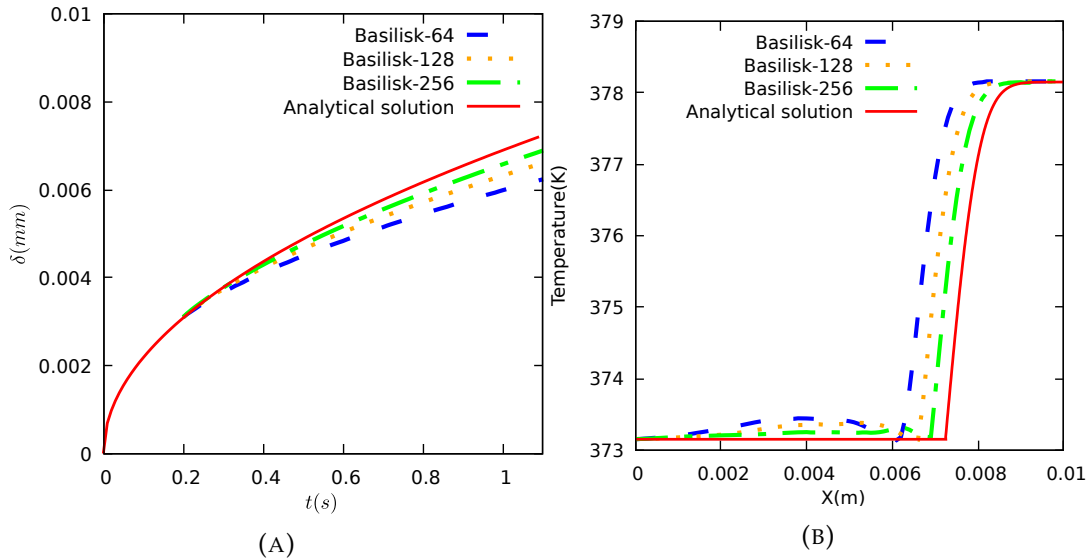 0.01
0.008
0.006
0.004
0.002
0
0
0.2
0.4
0.6
0.8
1
δ(mm)
t(s)
Basilisk-64
Basilisk-128
Basilisk-256
Analytical solution
(A)
379
378
377
376
375
374
373
0
0.002
0.004
0.006
0.008
0.01
Temperature(K)
X(m)
Basilisk-64
Basilisk-128
Basilisk-256
Analytical solution
(B)